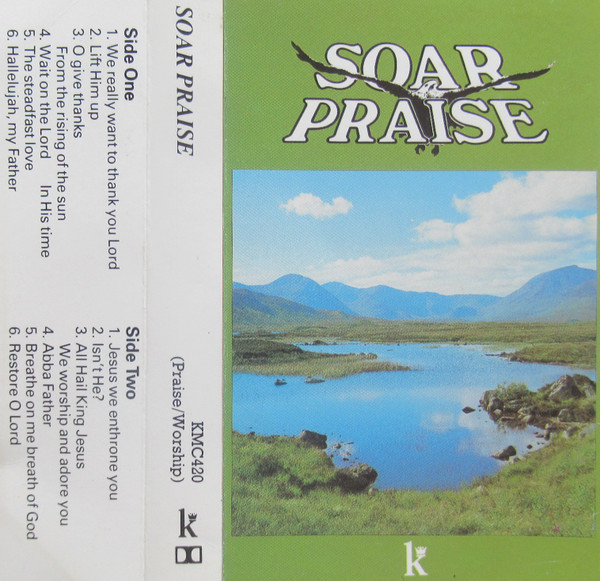 Side One
1. We really want to thank you Lord
2. Lift Him up
3. O give thanks
From the rising of the sun
4. Wait on the Lord In His time
5. The steadfast love
6. Hallelujah, my Father
Side Two
1. Jesus we enthrone you
2. Isn't He?
3. All Hail King Jesus
We worship and adore you
4. Abba Father
5. Breathe on me breath of God
6. Restore O Lord
SOAR PRAISE
KMC420
(Praise/Worship)
k
SOAR
PRAISE
k